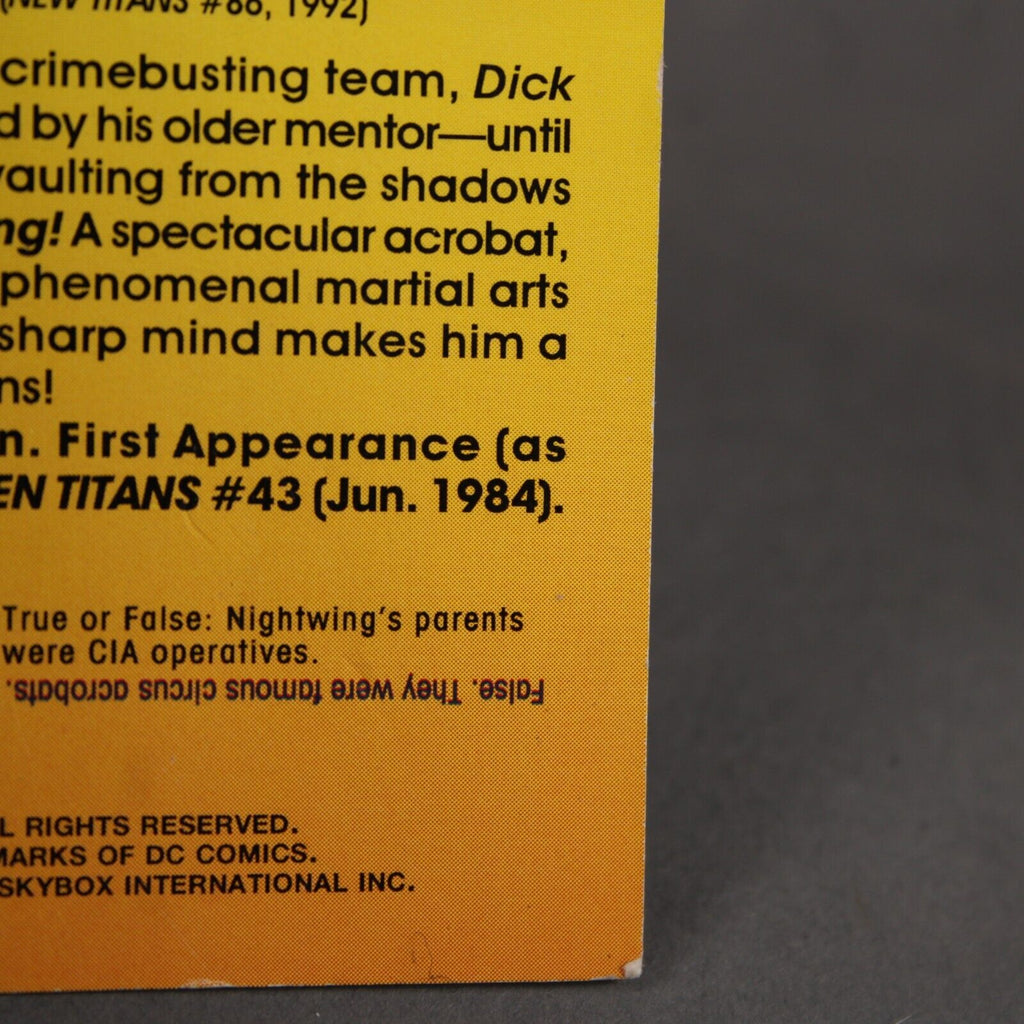 (NEW TITANS #86, 1992)
crimebusting team, Dick
d by his older mentor—until
vaulting from the shadows
ng! A spectacular acrobat,
phenomenal martial arts
sharp mind makes him a
ns!
n. First Appearance (as
EN TITANS #43 (Jun. 1984).
True or False: Nightwing's parents
were CIA operatives.
False. They were famous circus acrobats.
L RIGHTS RESERVED.
MARKS OF DC COMICS.
SKYBOX INTERNATIONAL INC.